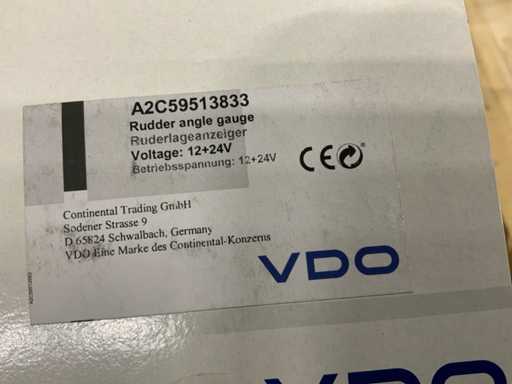 A2C59513833
Rudder angle gauge
Ruderlageanzeiger
Voltage: 12+24V
Betriebsspannung: 12+24V
CE
Continental Trading GmbH
Sodener Strasse 9
D 65824 Schwalbach, Germany
VDO Eine Marke des Continental-Konzerns
VDO
VDO